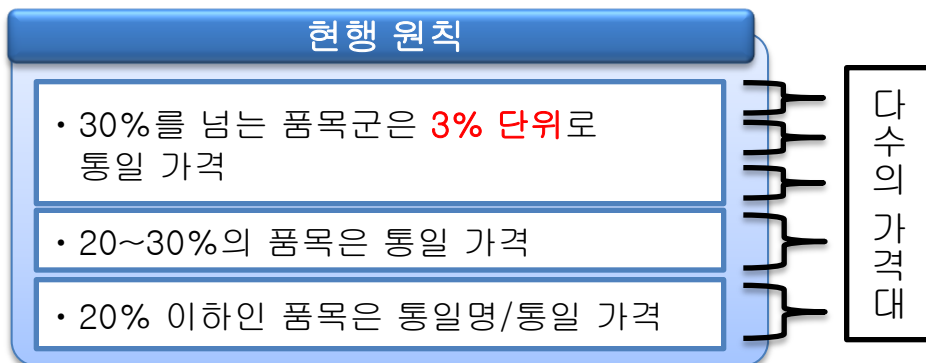 현행 원칙
・30%를 넘는 품목군은 3% 단위로
통일 가격
・20~30%의 품목은 통일 가격
・20% 이하인 품목은 통일명/통일 가격
다수의 가격대